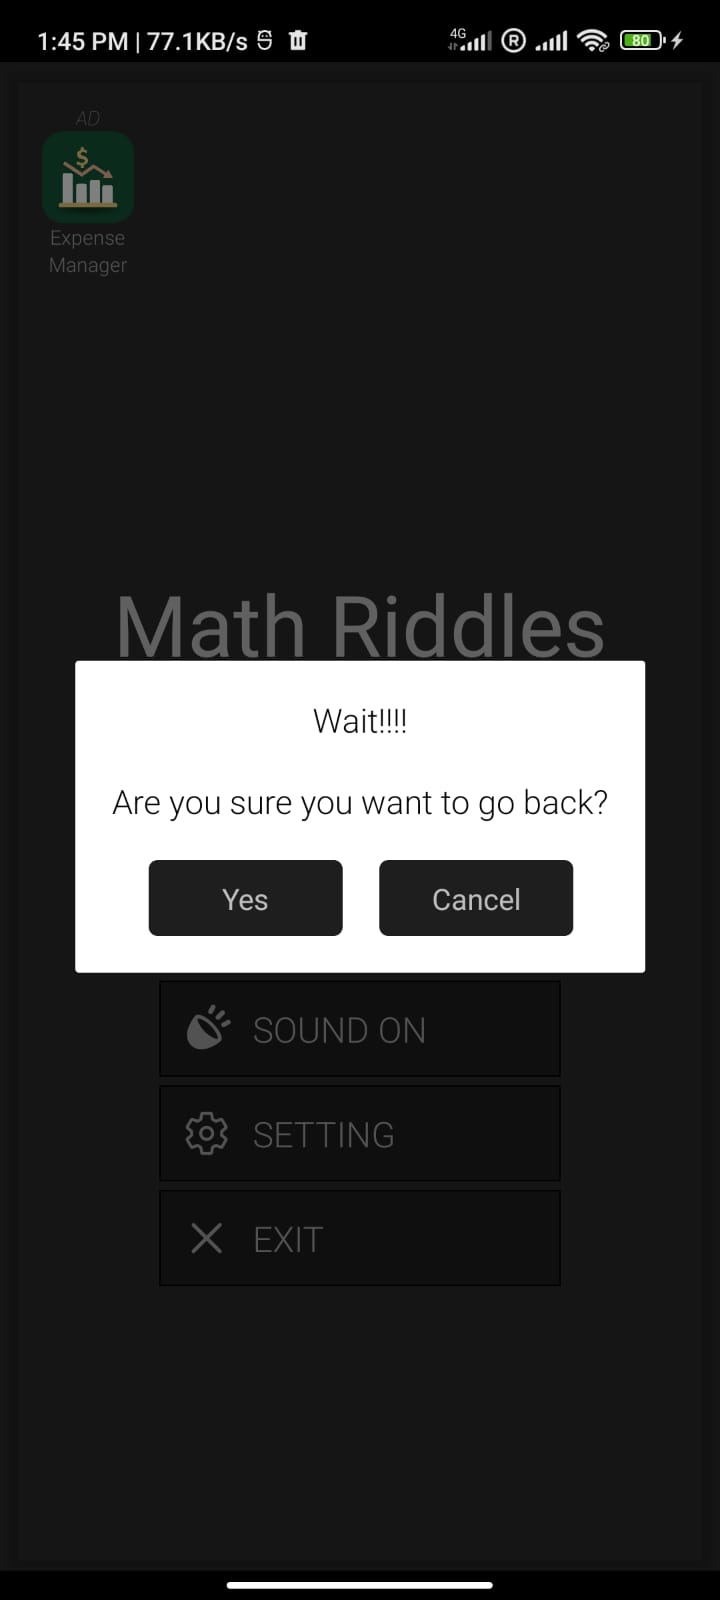 1:45 PM | 77.1KB/s
4G
R
80
AD
Expense
Manager
Math Riddles
Wait!!!!
Are you sure you want to go back?
Yes
Cancel
SOUND ON
SETTING
EXIT